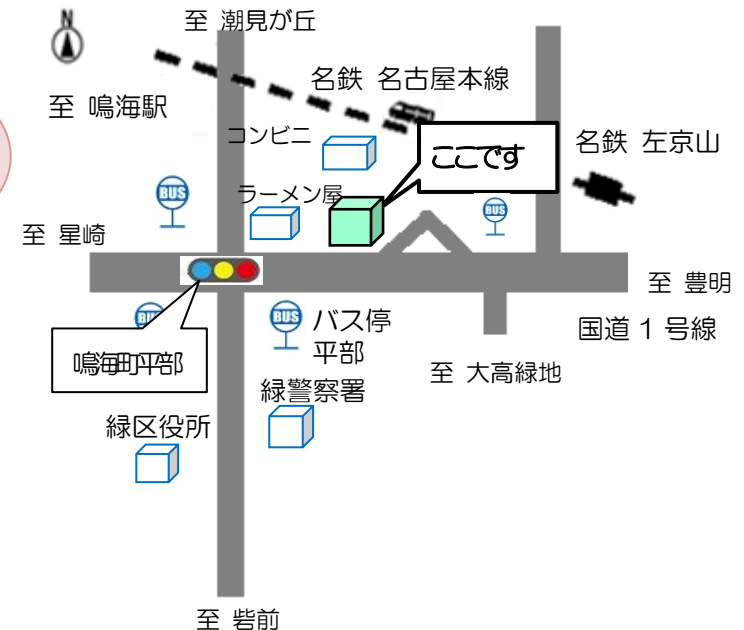 N
至 潮見が丘
名鉄 名古屋本線
至 鳴海駅
コンビニ
ここです
名鉄 左京山
BUS
ラーメン屋
BUS
至 星崎
至 豊明
BUS
BUS
バス停
平部
国道1号線
鳴海町平部
至 大高緑地
緑警察署
緑区役所
至 砦前